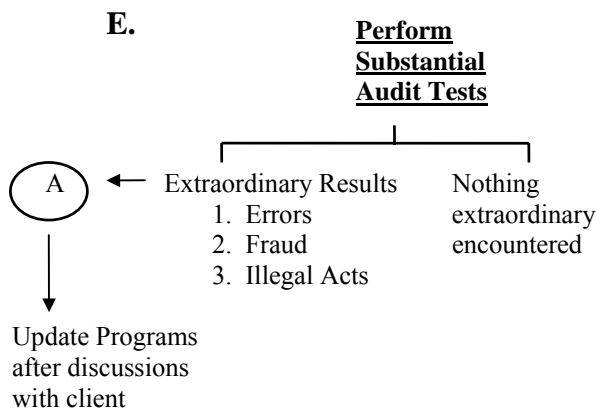 E.
Perform
Substantial
Audit Tests
A
Extraordinary Results
1. Errors
2. Fraud
3. Illegal Acts
Nothing
extraordinary
encountered
Update Programs
after discussions
with client